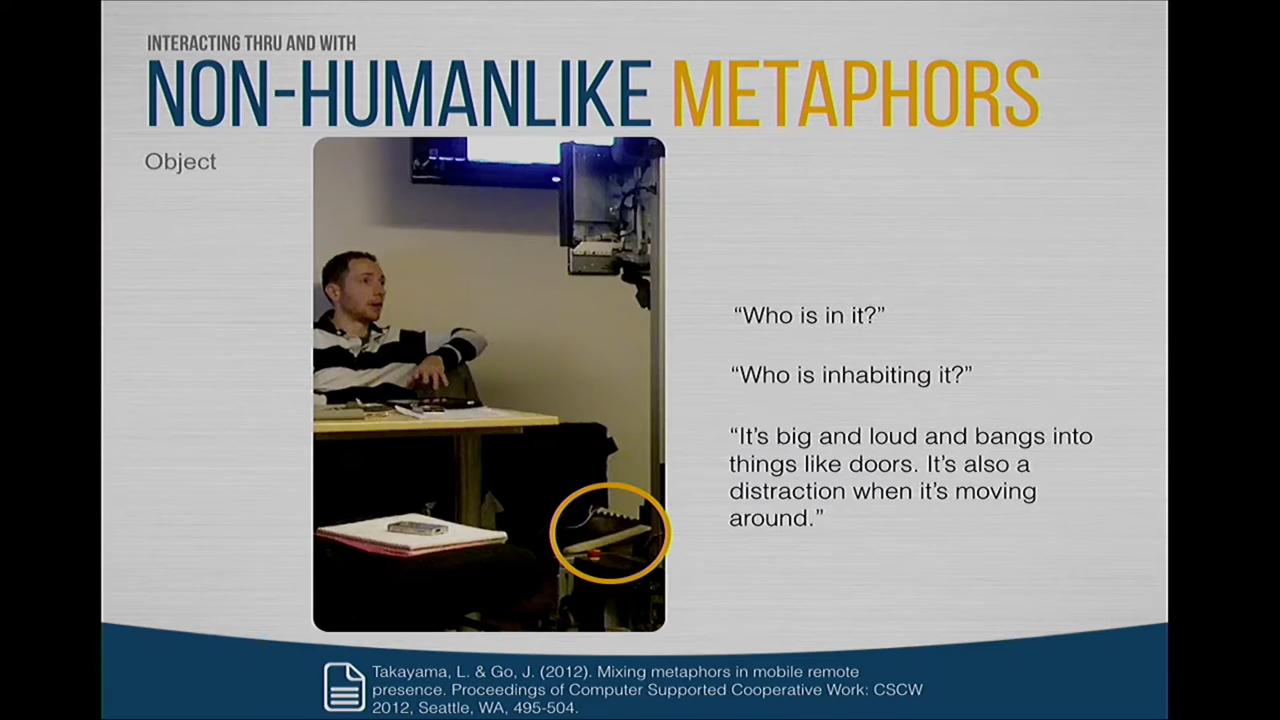 INTERACTING THRU AND WITH
NON-HUMANLIKE METAPHORS
Object
“Who is in it?”
“Who is inhabiting it?”
“It’s big and loud and bangs into
things like doors. It’s also a
distraction when it’s moving
around.”
Takayama, L. & Go, J. (2012). Mixing metaphors in mobile remote
presence. Proceedings of Computer Supported Cooperative Work: CSCW
2012, Seattle, WA, 495-504.